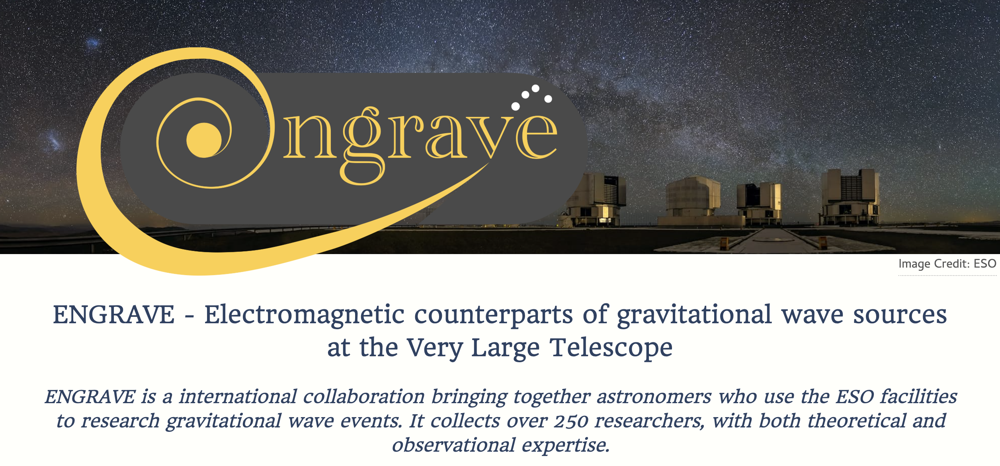 engrave
Image Credit: ESO
ENGRAVE - Electromagnetic counterparts of gravitational wave sources
at the Very Large Telescope
ENGRAVE is a international collaboration bringing together astronomers who use the ESO facilities
to research gravitational wave events. It collects over 250 researchers, with both theoretical and
observational expertise.